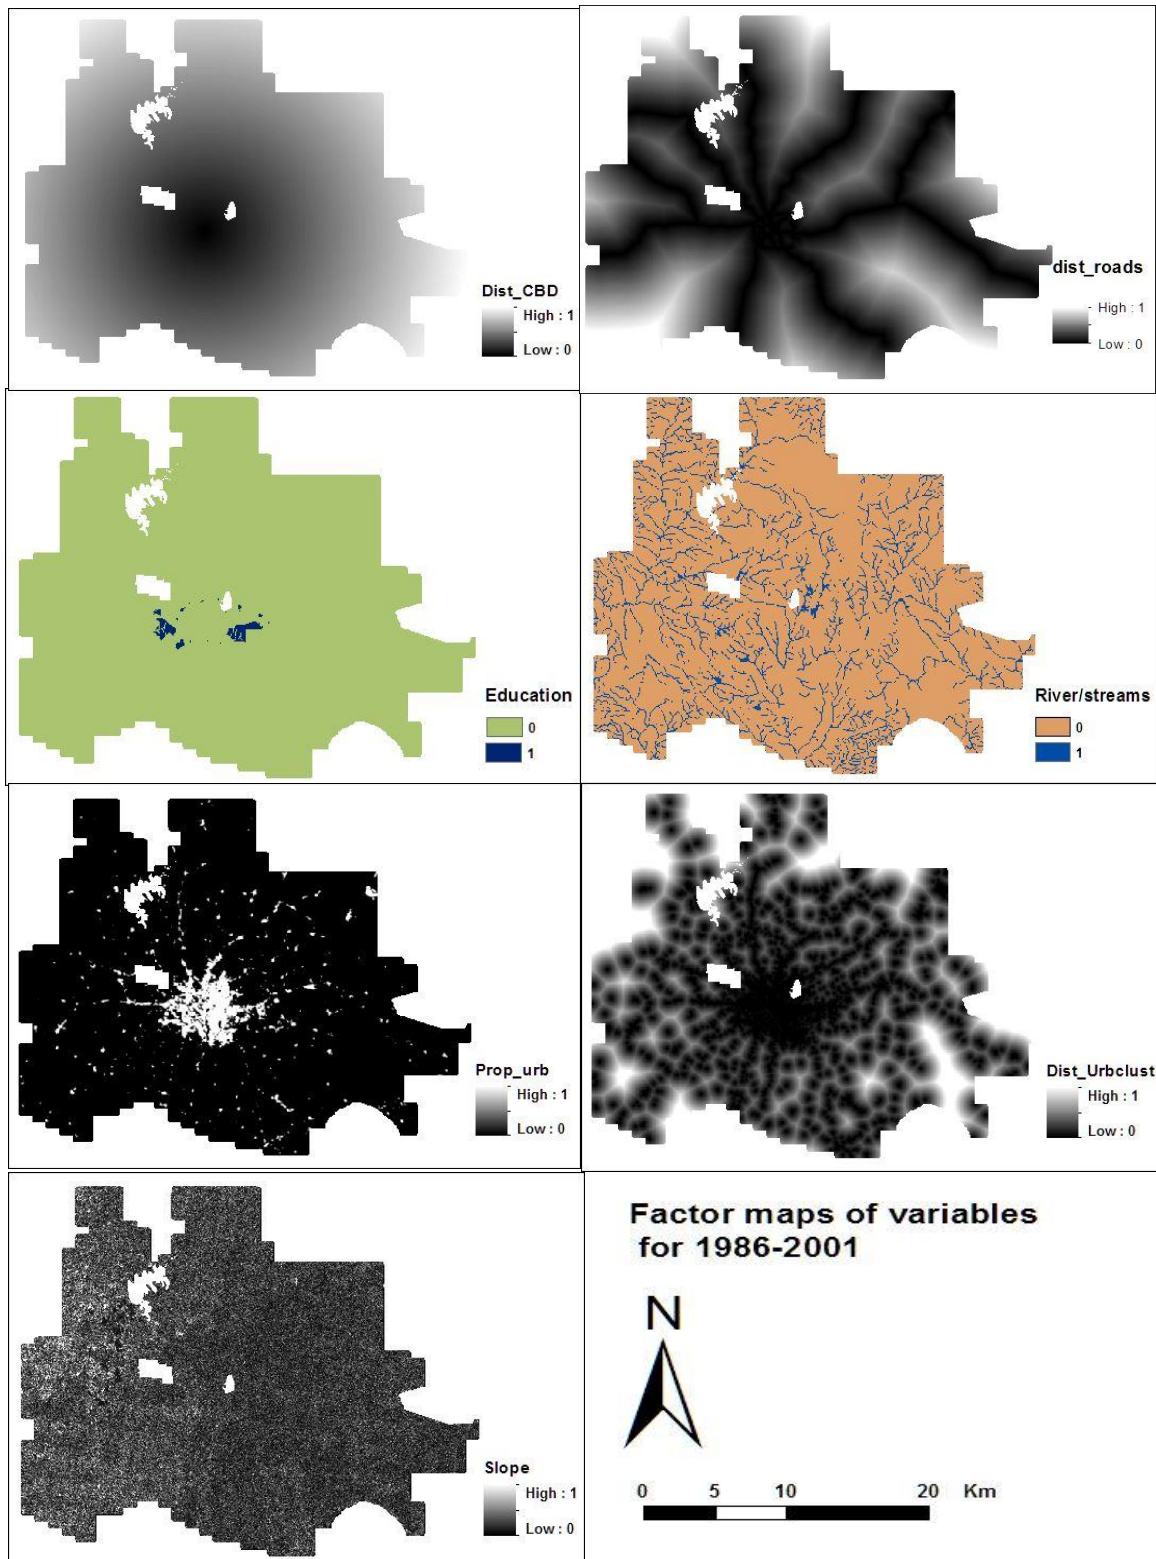 Dist_CBD
High : 1
Low : 0
dist_roads
High : 1
Low : 0
Education
0
1
River/streams
0
1
Prop_urb
High : 1
Low : 0
Dist_Urbclust
High : 1
Low : 0
Slope
High : 1
Low : 0
Factor maps of variables
for 1986-2001
N
0 5 10 20 Km